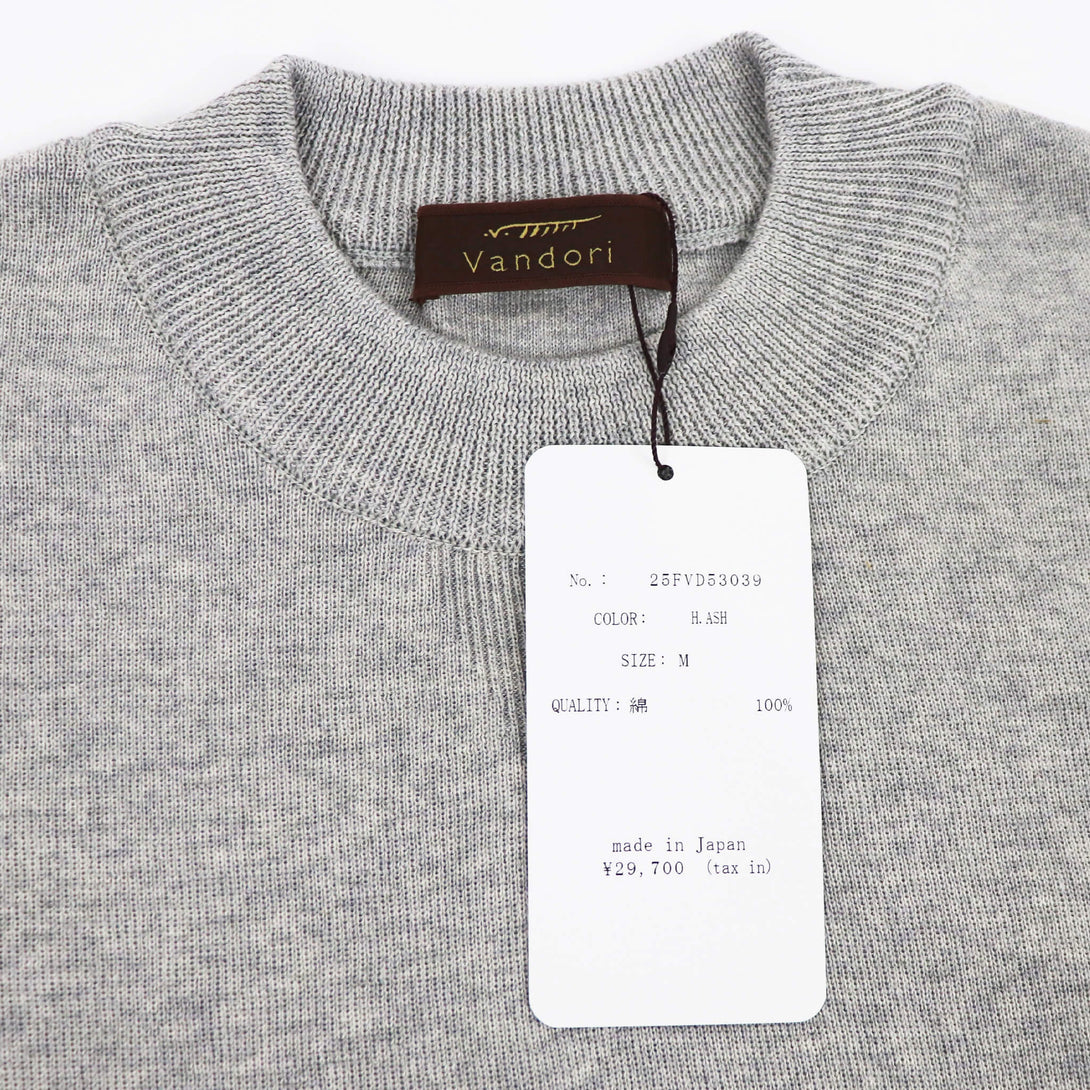 Vandori
No.: 25FVD53039
COLOR: H.ASH
SIZE: M
QUALITY: 綿 100%
made in Japan
¥29,700 (tax in)